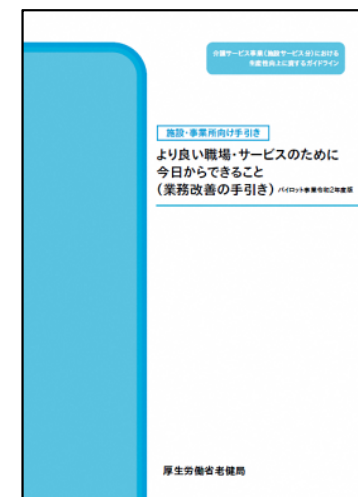 介護サービス事業(施設サービス分)における
生産性向上に資するガイドライン
施設・事業所向け手引き
より良い職場・サービスのために
今日からできること
(業務改善の手引き) パイロット事業令和2年度版
厚生労働省老健局